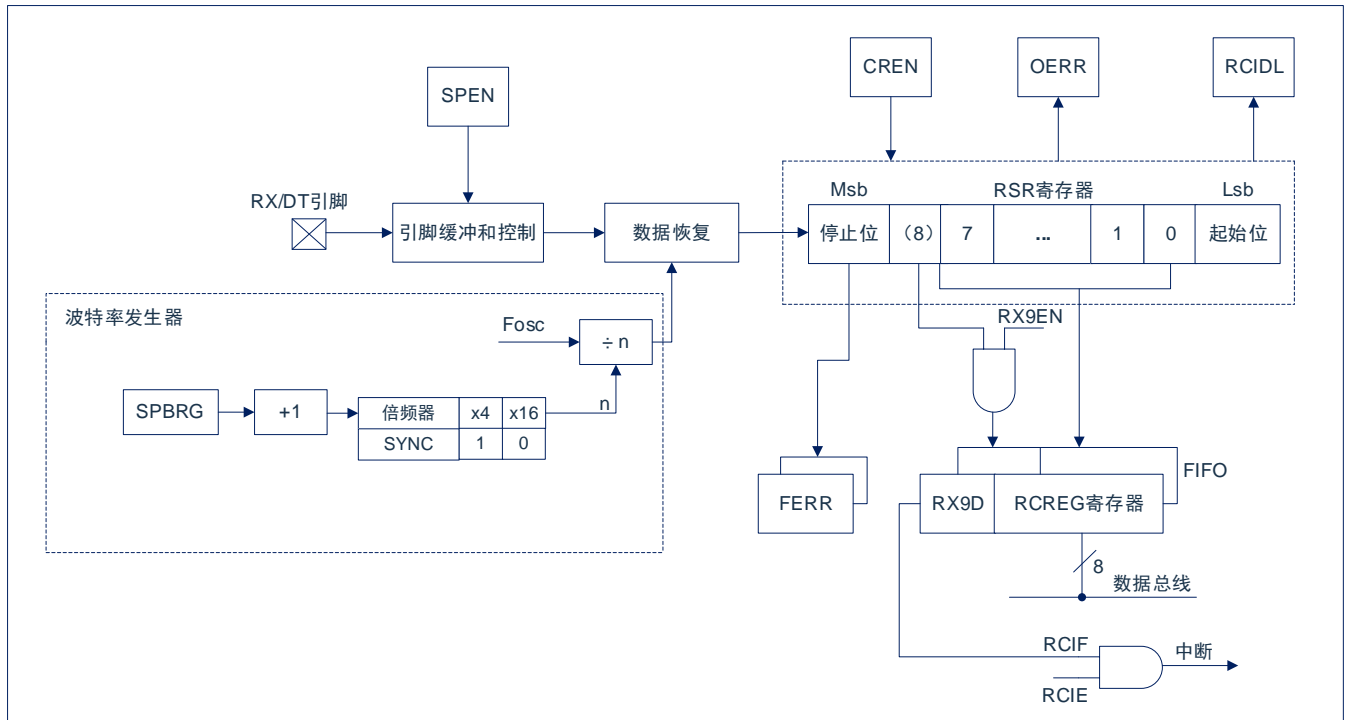 CREN
OERR
RCIDL
SPEN
Msb
RSR寄存器
Lsb
RX/DT引脚
引脚缓冲和控制
数据恢复
停止位
（8）
7
...
1
0
起始位
波特率发生器
Fosc
÷ n
RX9EN
SPBRG
+1
倍频器
x4
x16
n
SYNC
1
0
FIFO
FERR
RX9D
RCREG寄存器
8
数据总线
RCIF
中断
RCIE